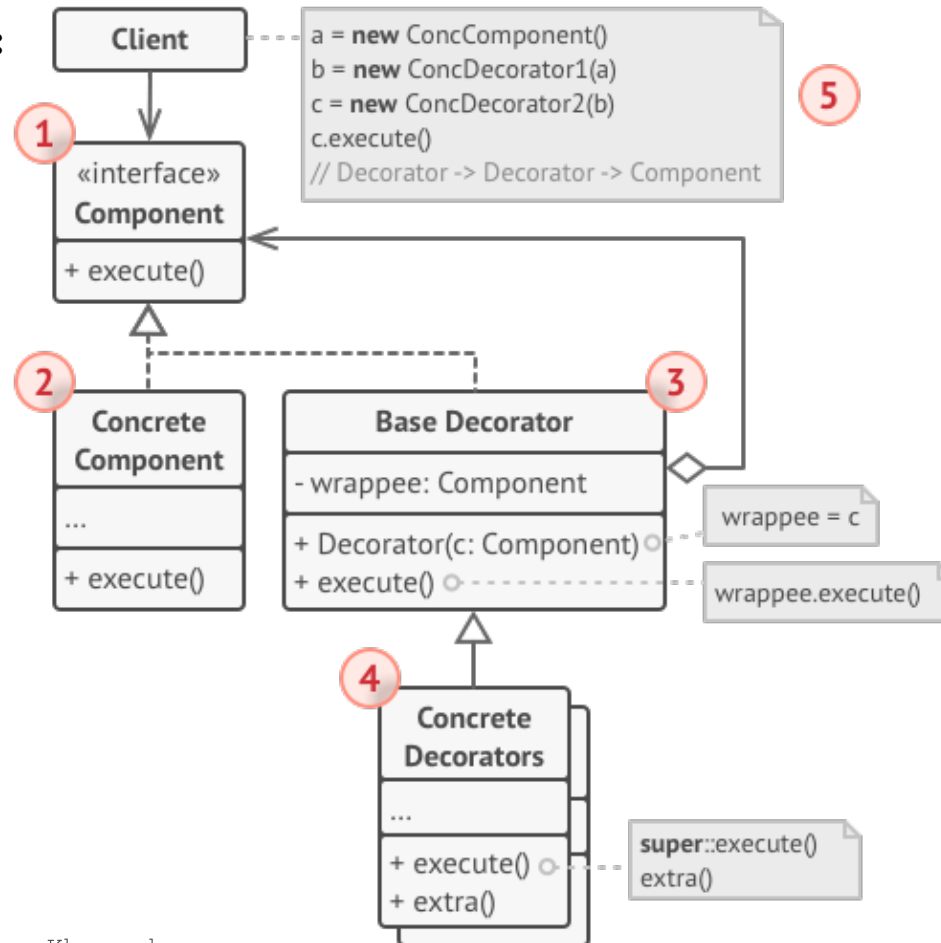 :
Client
a = new ConcComponent()
b = new ConcDecorator1(a)
c = new ConcDecorator2(b)
c.execute()
// Decorator -> Decorator -> Component
5
1
«interface»
Component
+ execute()
2
Concrete
Component
...
+ execute()
3
Base Decorator
- wrappee: Component
+ Decorator(c: Component)
+ execute()
wrappee = c
wrappee.execute()
4
Concrete
Decorators
...
+ execute()
+ extra()
super::execute()
extra()